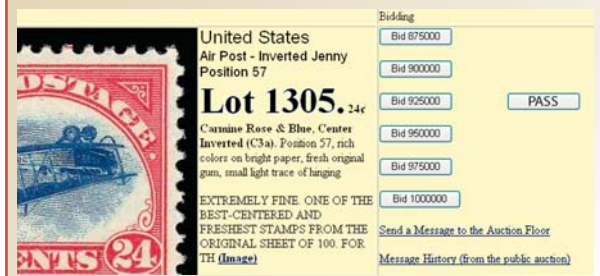 POSTAGE
CENTS 24
United States
Air Post - Inverted Jenny
Position 57
Lot 1305. 24¢
Carmine Rose & Blue, Center
Inverted (C3a). Position 57, rich
colors on bright paper, fresh original
gum, small light trace of hinging
EXTREMELY FINE. ONE OF THE
BEST-CENTERED AND
FRESHEST STAMPS FROM THE
ORIGINAL SHEET OF 100. FOR
TH (Image)
Bidding
Bid 875000
Bid 900000
Bid 925000
PASS
Bid 950000
Bid 975000
Bid 1000000
Send a Message to the Auction Floor
Message History (from the public auction)